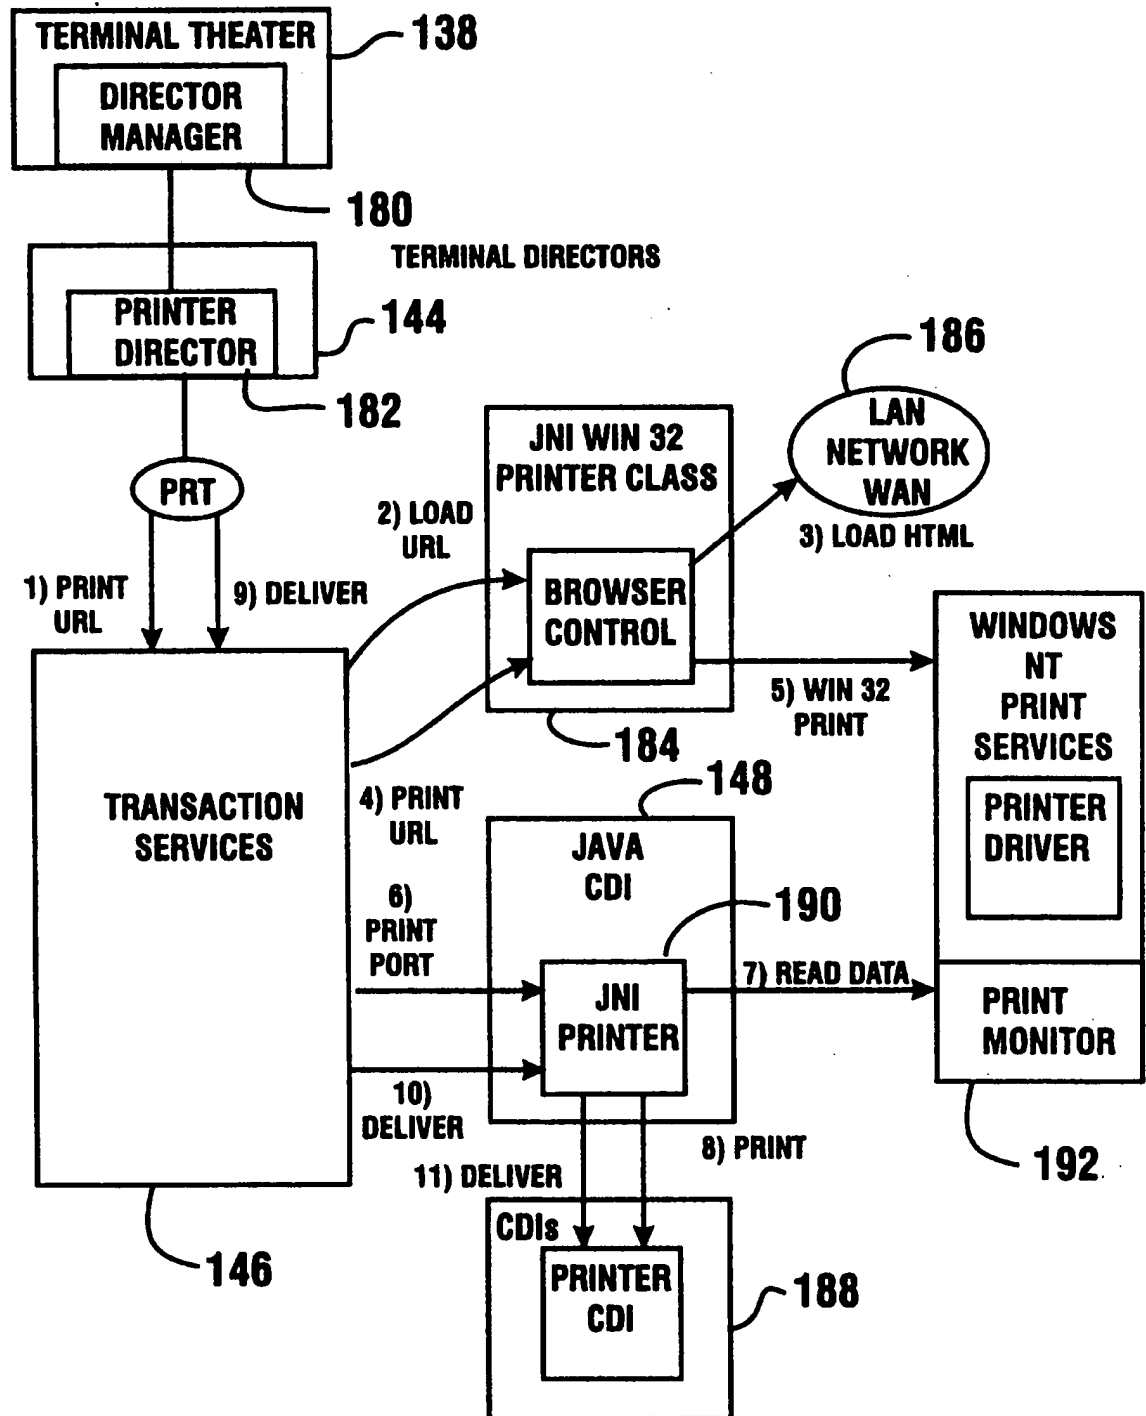 TERMINAL THEATER
138
DIRECTOR
MANAGER
180
TERMINAL DIRECTORS
PRINTER
DIRECTOR
144
182
186
LAN
NETWORK
WAN
JNI WIN 32
PRINTER CLASS
PRT
2) LOAD
URL
3) LOAD HTML
1) PRINT
URL
9) DELIVER
BROWSER
CONTROL
WINDOWS
NT
PRINT
SERVICES
5) WIN 32
PRINT
184
TRANSACTION
SERVICES
4) PRINT
URL
148
PRINTER
DRIVER
JAVA
CDI
190
6)
PRINT
PORT
7) READ DATA
JNI
PRINTER
PRINT
MONITOR
10)
DELIVER
8) PRINT
192
11) DELIVER
CDIs
146
PRINTER
CDI
188